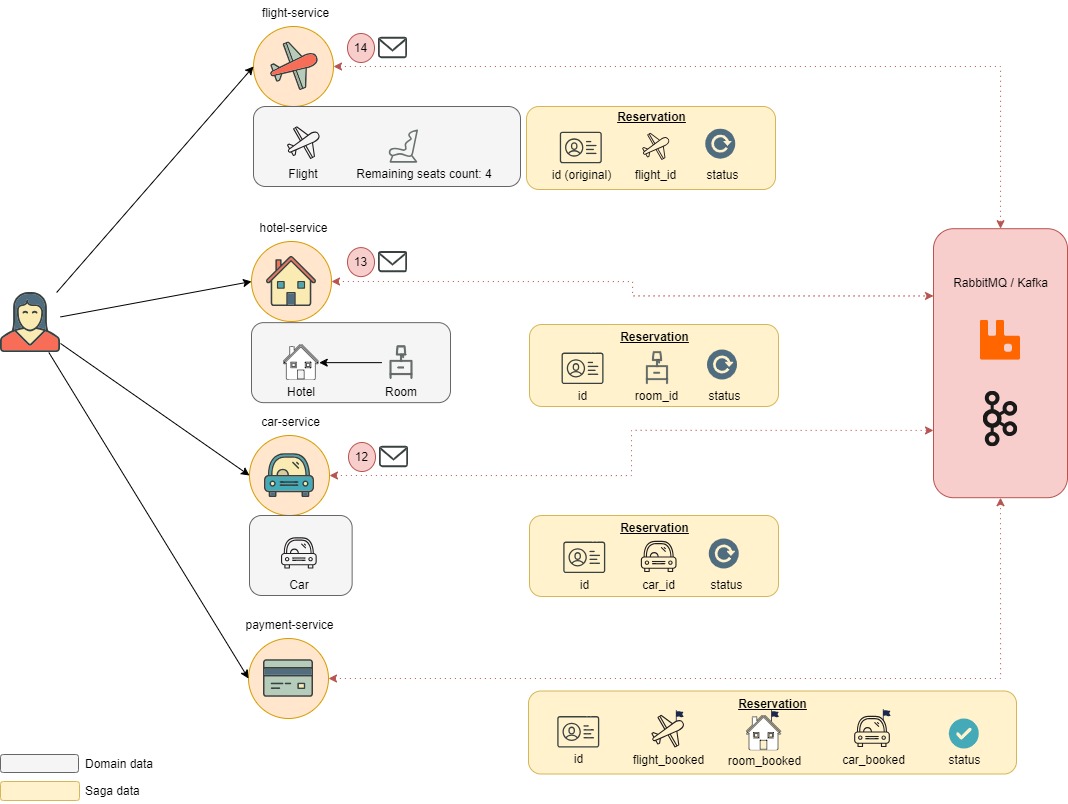 flight-service
14
Reservation
Flight
Remaining seats count: 4
id (original)
flight_id
status
hotel-service
13
RabbitMQ / Kafka
Reservation
Hotel
Room
id
room_id
status
car-service
12
Reservation
Car
id
car_id
status
payment-service
Reservation
id
flight_booked
room_booked
car_booked
status
Domain data
Saga data